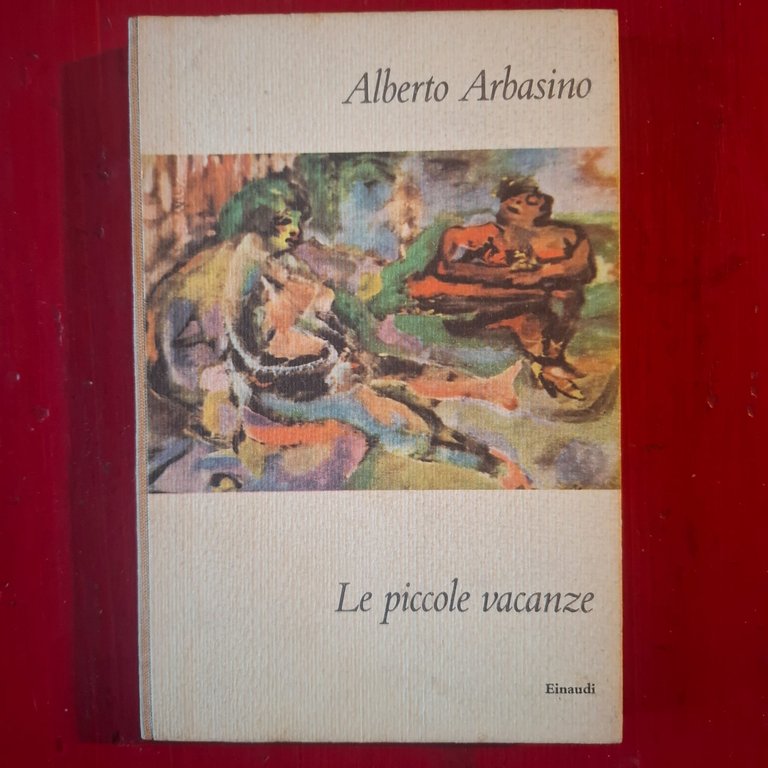 Alberto Arbasino
Le piccole vacanze
Einaudi